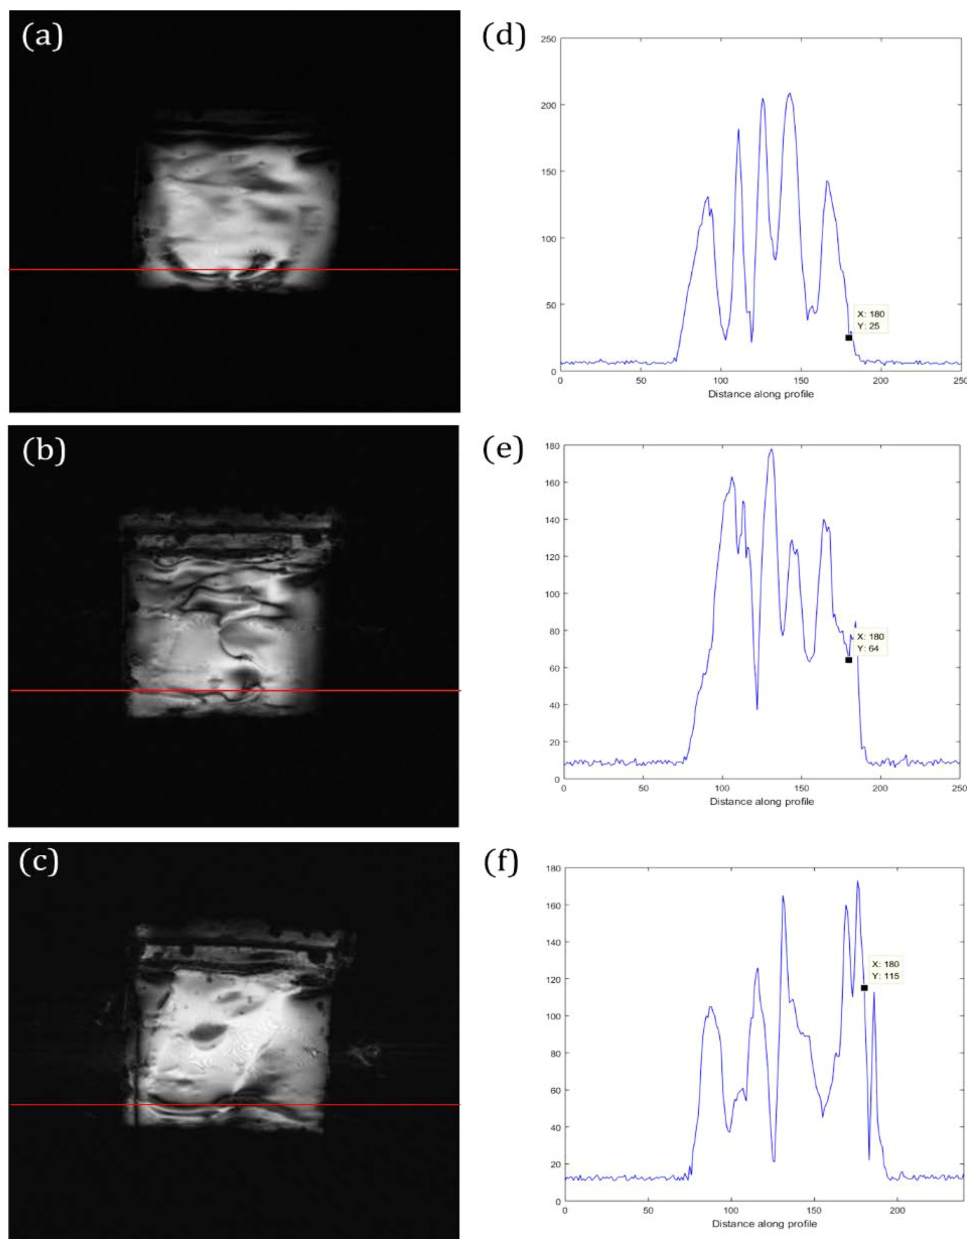 (a)
(d)
250
200
150
100
50
0
X: 180
Y: 25
0 50 100 150 200 250
Distance along profile
(b)
(e)
180
160
140
120
100
80
60
40
20
0
X: 180
Y: 64
0 50 100 150 200 250
Distance along profile
(c)
(f)
180
160
140
120
100
80
60
40
20
0
X: 180
Y: 115
0 50 100 150 200
Distance along profile